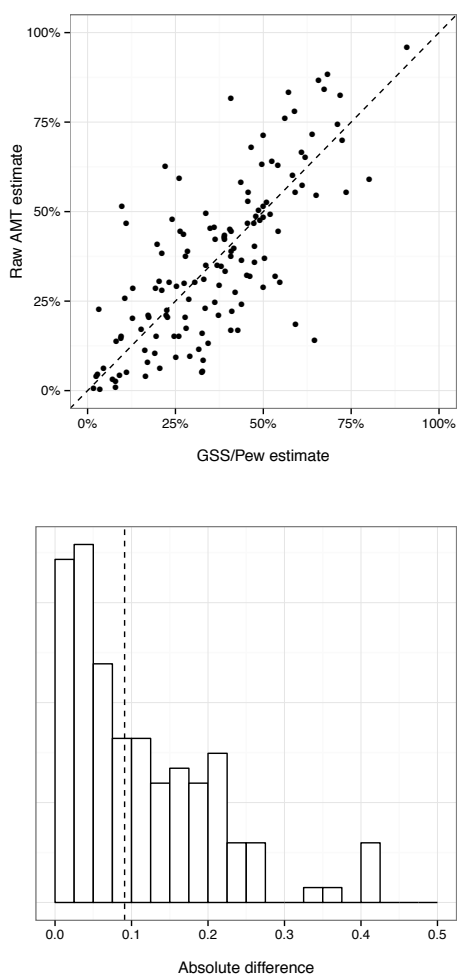 100%
75%
50%
25%
0%
Raw AMT estimate
0% 25% 50% 75% 100%
GSS/Pew estimate
0.0 0.1 0.2 0.3 0.4 0.5
Absolute difference